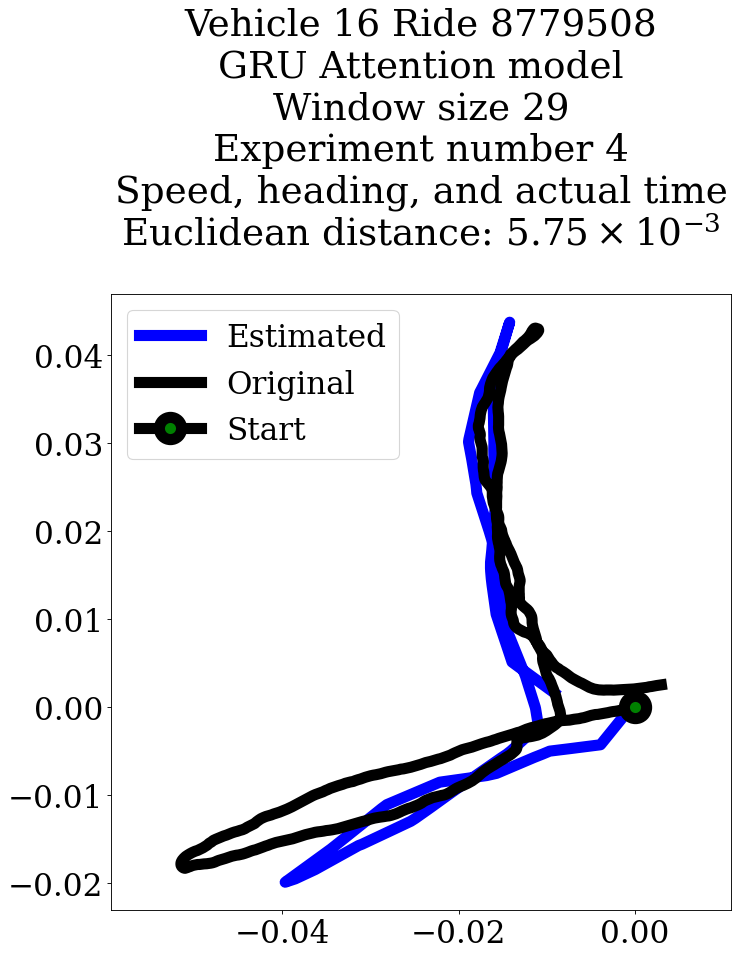 Vehicle 16 Ride 8779508
GRU Attention model
Window size 29
Experiment number 4
Speed, heading, and actual time
Euclidean distance: 5.75 × 10⁻³
Estimated
Original
Start
0.04
0.03
0.02
0.01
0.00
−0.01
−0.02
−0.04 −0.02 0.00